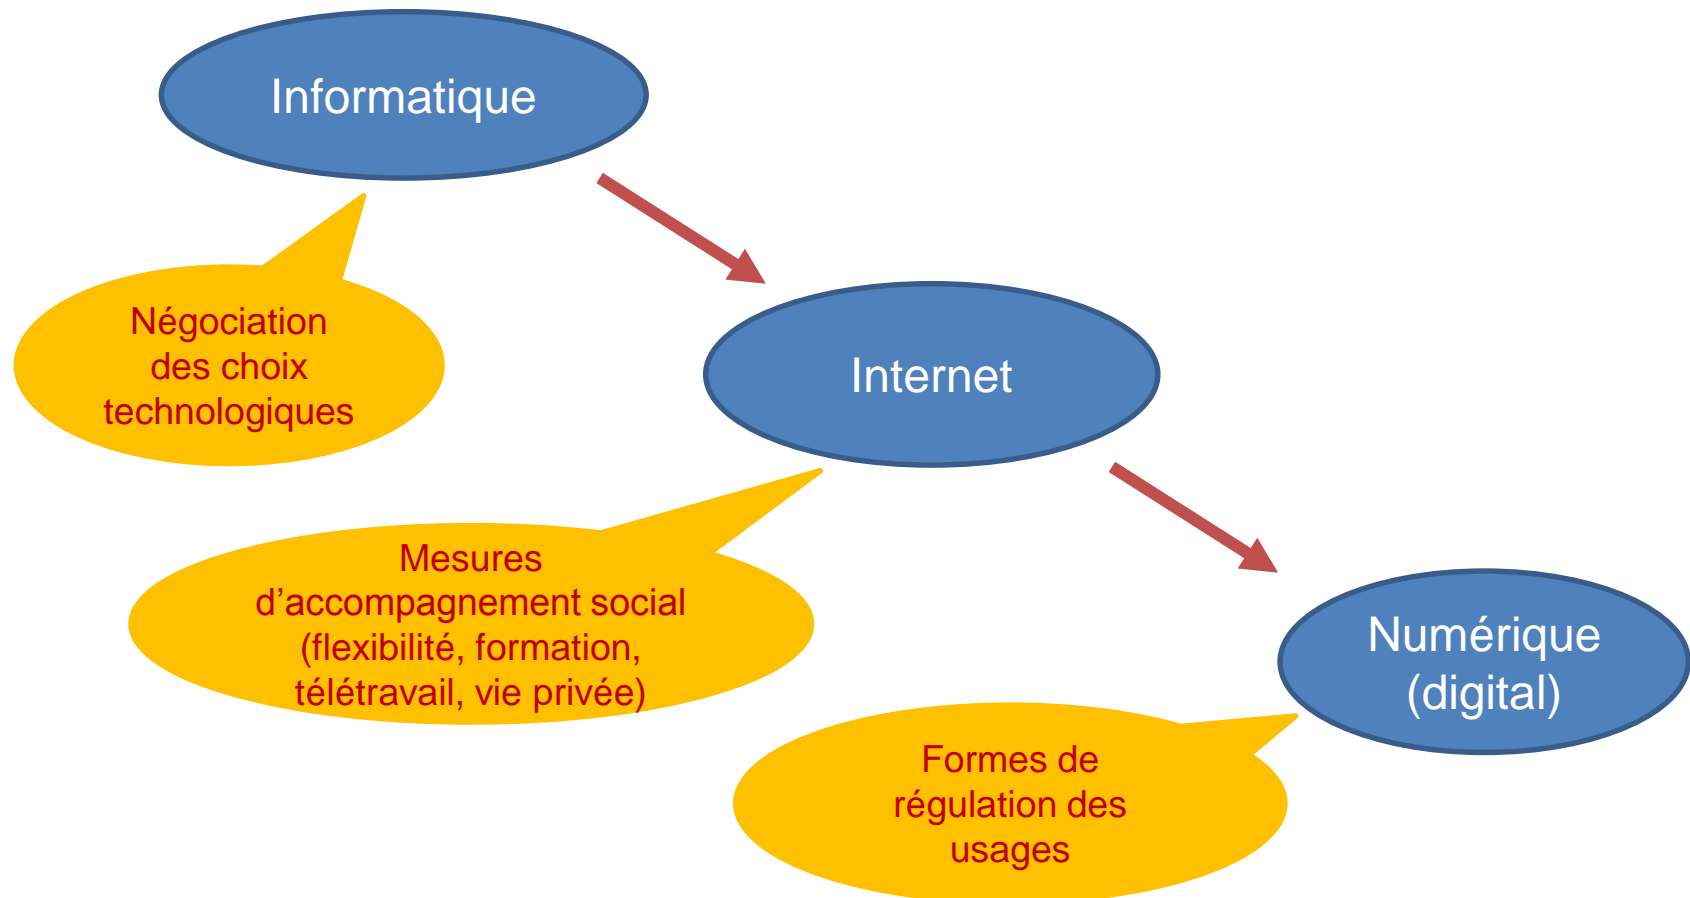 Informatique
Négociation
des choix
technologiques
Internet
Mesures
d’accompagnement social
(flexibilité, formation,
télétravail, vie privée)
Numérique
(digital)
Formes de
régulation des
usages